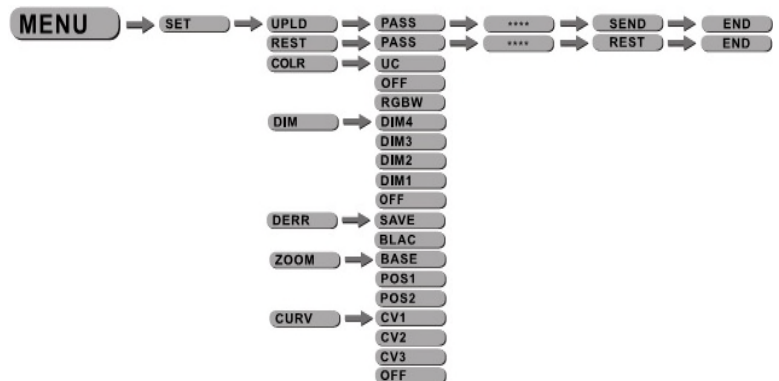 MENU SET UPLD PASS **** SEND END
REST PASS **** REST END
COLR UC
OFF
RGBW
DIM DIM4
DIM3
DIM2
DIM1
OFF
DERR SAVE
BLAC
ZOOM BASE
POS1
POS2
CURV CV1
CV2
CV3
OFF